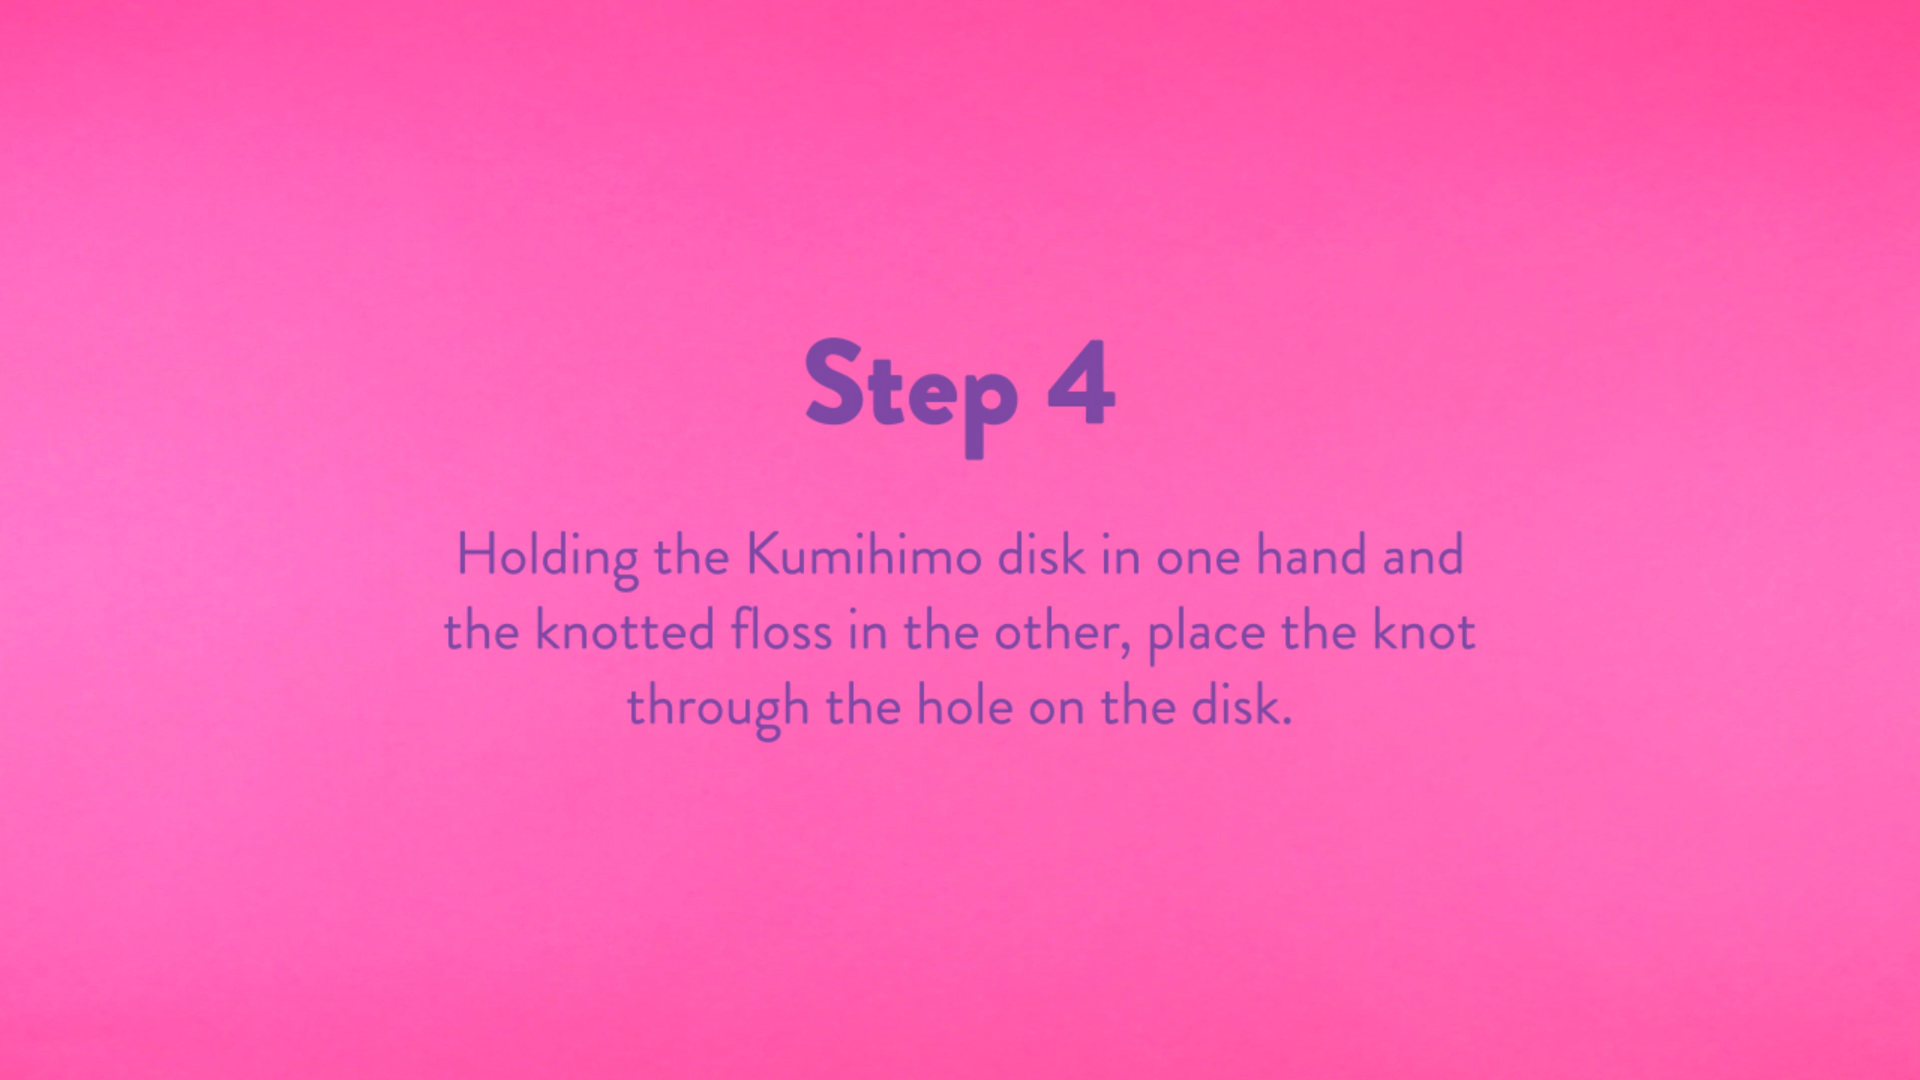 Step 4
Holding the Kumihimo disk in one hand and
the knotted floss in the other, place the knot
through the hole on the disk.